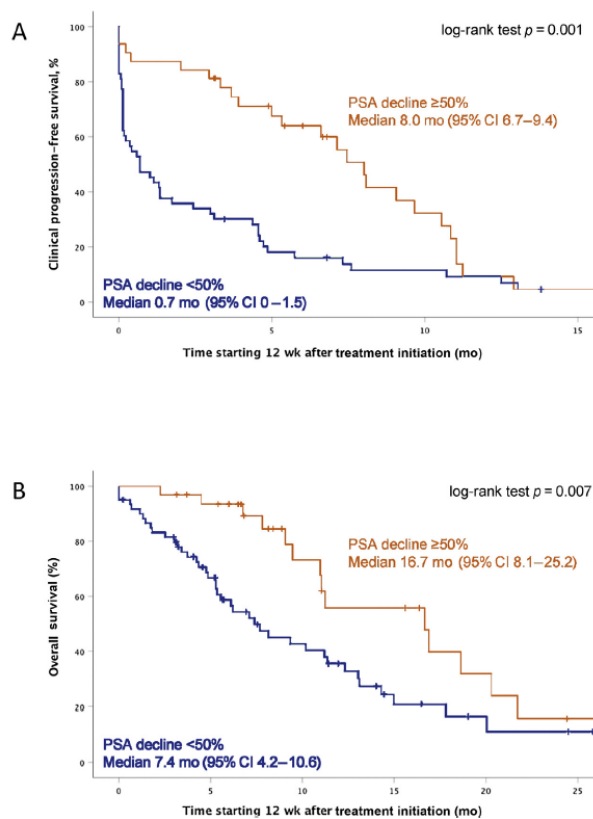 A
log-rank test p = 0.001
Clinical progression–free survival, %
100
80
60
40
20
0
PSA decline ≥50%
Median 8.0 mo (95% CI 6.7–9.4)
PSA decline <50%
Median 0.7 mo (95% CI 0–1.5)
0 5 10 15
Time starting 12 wk after treatment initiation (mo)
B
log-rank test p = 0.007
Overall survival (%)
100
80
60
40
20
0
PSA decline ≥50%
Median 16.7 mo (95% CI 8.1–25.2)
PSA decline <50%
Median 7.4 mo (95% CI 4.2–10.6)
0 5 10 15 20 25
Time starting 12 wk after treatment initiation (mo)